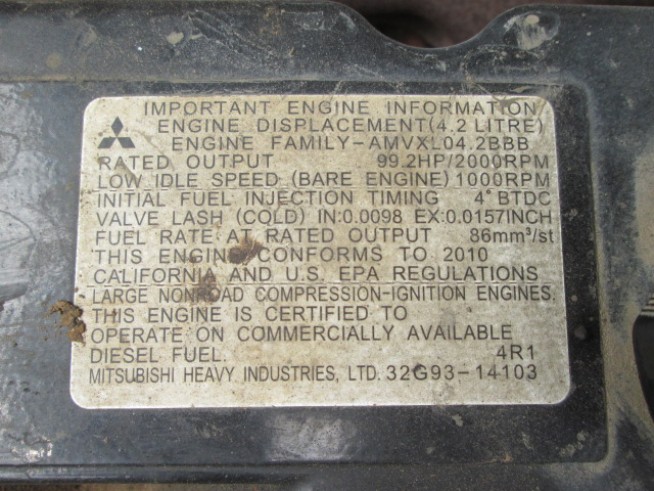 IMPORTANT ENGINE INFORMATION
ENGINE DISPLACEMENT(4.2 LITRE)
ENGINE FAMILY-AMVXL04.2BBB
RATED OUTPUT 99.2HP/2000RPM
LOW IDLE SPEED (BARE ENGINE) 1000RPM
INITIAL FUEL INJECTION TIMING 4° BTDC
VALVE LASH (COLD) IN:0.0098 EX:0.0157INCH
FUEL RATE AT RATED OUTPUT 86mm³/st
THIS ENGINE CONFORMS TO 2010
CALIFORNIA AND U.S. EPA REGULATIONS
LARGE NONROAD COMPRESSION-IGNITION ENGINES.
THIS ENGINE IS CERTIFIED TO
OPERATE ON COMMERCIALLY AVAILABLE
DIESEL FUEL. 4R1
MITSUBISHI HEAVY INDUSTRIES, LTD. 32G93-14103